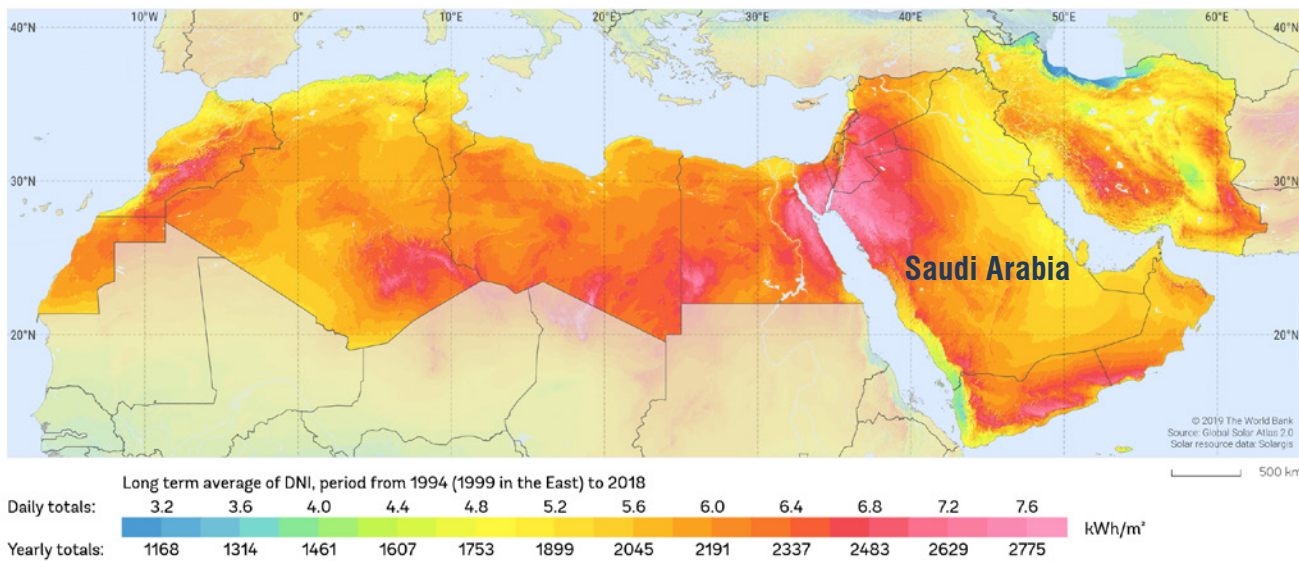 10°W 0° 10°E 20°E 30°E 40°E 50°E 60°E
40°N 40°N
30°N 30°N
Saudi Arabia
20°N 20°N
© 2019 The World Bank
Source: Global Solar Atlas 2.0
Solar resource data: Solargis
500 km
Long term average of DNI, period from 1994 (1999 in the East) to 2018
Daily totals: 3.2 3.6 4.0 4.4 4.8 5.2 5.6 6.0 6.4 6.8 7.2 7.6
kWh/m²
Yearly totals: 1168 1314 1461 1607 1753 1899 2045 2191 2337 2483 2629 2775